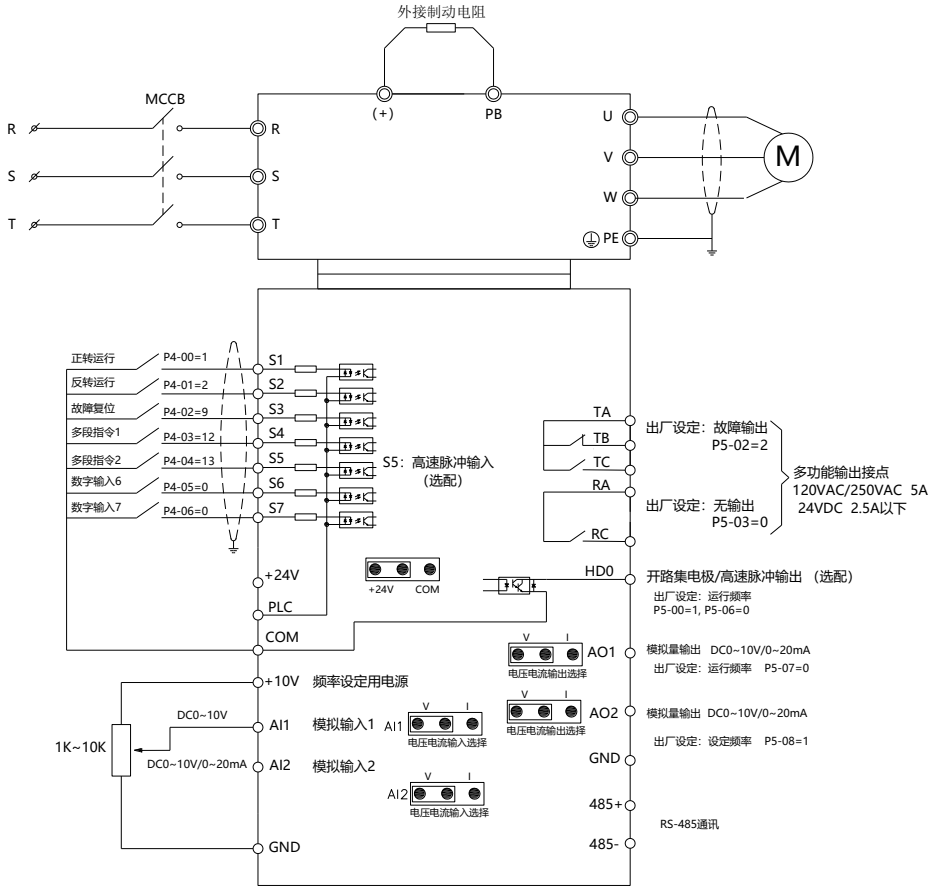 外接制动电阻
(+)
PB
MCCB
R
R
S
S
T
T
U
V
W
PE
M
正转运行 P4-00=1 S1
反转运行 P4-01=2 S2
故障复位 P4-02=9 S3
多段指令1 P4-03=12 S4
多段指令2 P4-04=13 S5
数字输入6 P4-05=0 S6
数字输入7 P4-06=0 S7
S5：高速脉冲输入
(选配)
+24V
PLC
COM
+24V COM
TA
TB
TC
RA
RC
出厂设定：故障输出
P5-02=2
出厂设定：无输出
P5-03=0
多功能输出接点
120VAC/250VAC 5A
24VDC 2.5A以下
HD0
开路集电极/高速脉冲输出 (选配)
出厂设定：运行频率
P5-00=1, P5-06=0
V I
电压电流输出选择
AO1
模拟量输出 DC0~10V/0~20mA
出厂设定：运行频率 P5-07=0
V I
电压电流输出选择
AO2
模拟量输出 DC0~10V/0~20mA
出厂设定：设定频率 P5-08=1
GND
485+
485-
RS-485通讯
+10V 频率设定用电源
DC0~10V
AI1 模拟输入1
AI1
V I
电压电流输入选择
1K~10K
DC0~10V/0~20mA
AI2 模拟输入2
AI2
V I
电压电流输入选择
GND